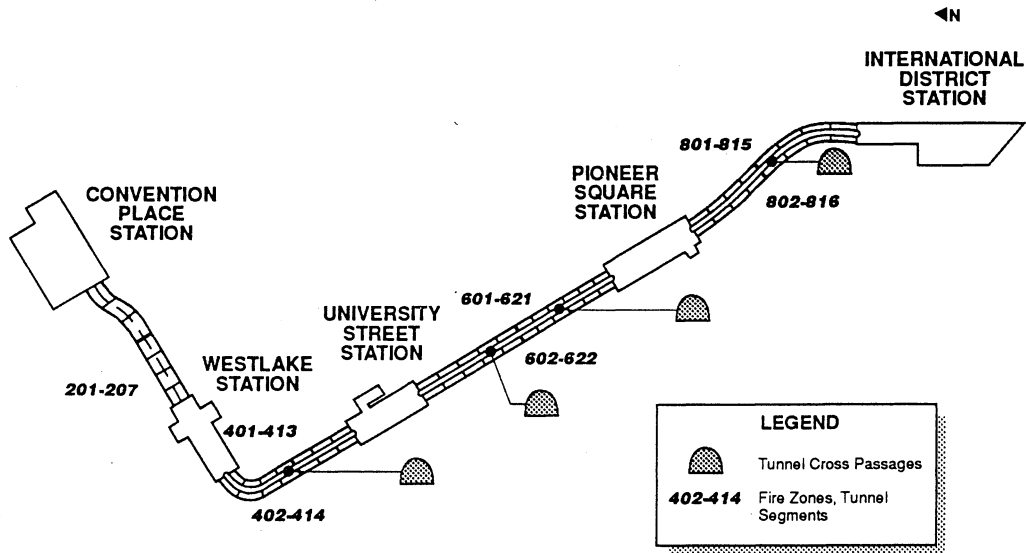 ◀N
INTERNATIONAL
DISTRICT
STATION
801-815
802-816
PIONEER
SQUARE
STATION
CONVENTION
PLACE
STATION
601-621
602-622
UNIVERSITY
STREET
STATION
WESTLAKE
STATION
201-207
401-413
402-414
LEGEND
Tunnel Cross Passages
402-414 Fire Zones, Tunnel
Segments